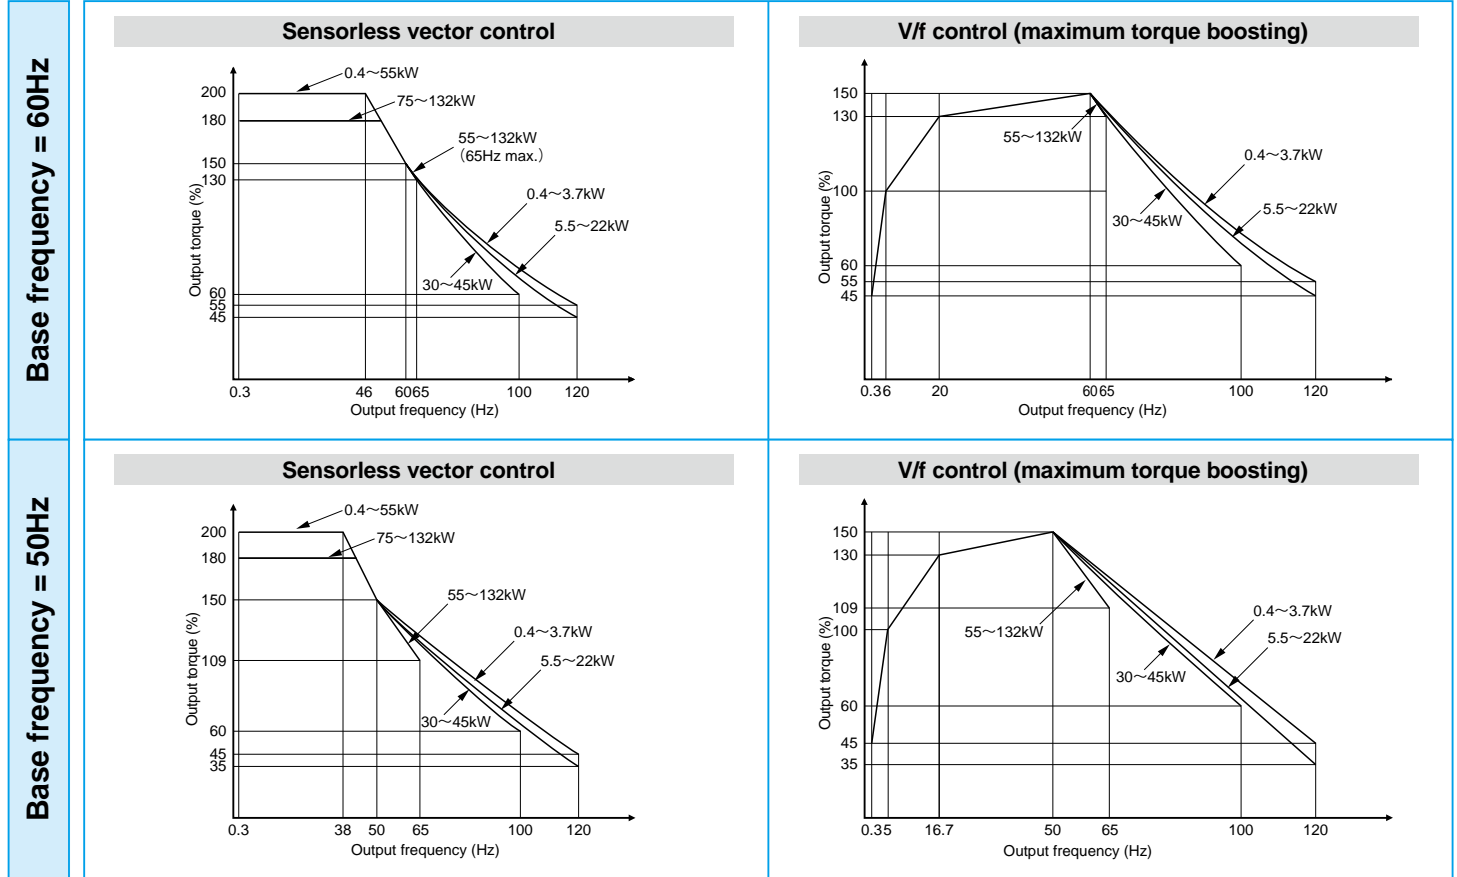 Base frequency = 60Hz
Sensorless vector control
0.4～55kW
75～132kW
55～132kW
（65Hz max.）
0.4～3.7kW
5.5～22kW
30～45kW
Output torque (%)
200
180
150
130
60
55
45
0.3
46
60
65
100
120
Output frequency (Hz)
V/f control (maximum torque boosting)
55～132kW
0.4～3.7kW
5.5～22kW
30～45kW
Output torque (%)
150
130
100
60
55
45
0.3
6
20
60
65
100
120
Output frequency (Hz)
Base frequency = 50Hz
Sensorless vector control
0.4～55kW
75～132kW
55～132kW
0.4～3.7kW
5.5～22kW
30～45kW
Output torque (%)
200
180
150
109
60
45
35
0.3
38
50
65
100
120
Output frequency (Hz)
V/f control (maximum torque boosting)
55～132kW
0.4～3.7kW
5.5～22kW
30～45kW
Output torque (%)
150
130
109
100
60
45
35
0.3
5
16.7
50
65
100
120
Output frequency (Hz)